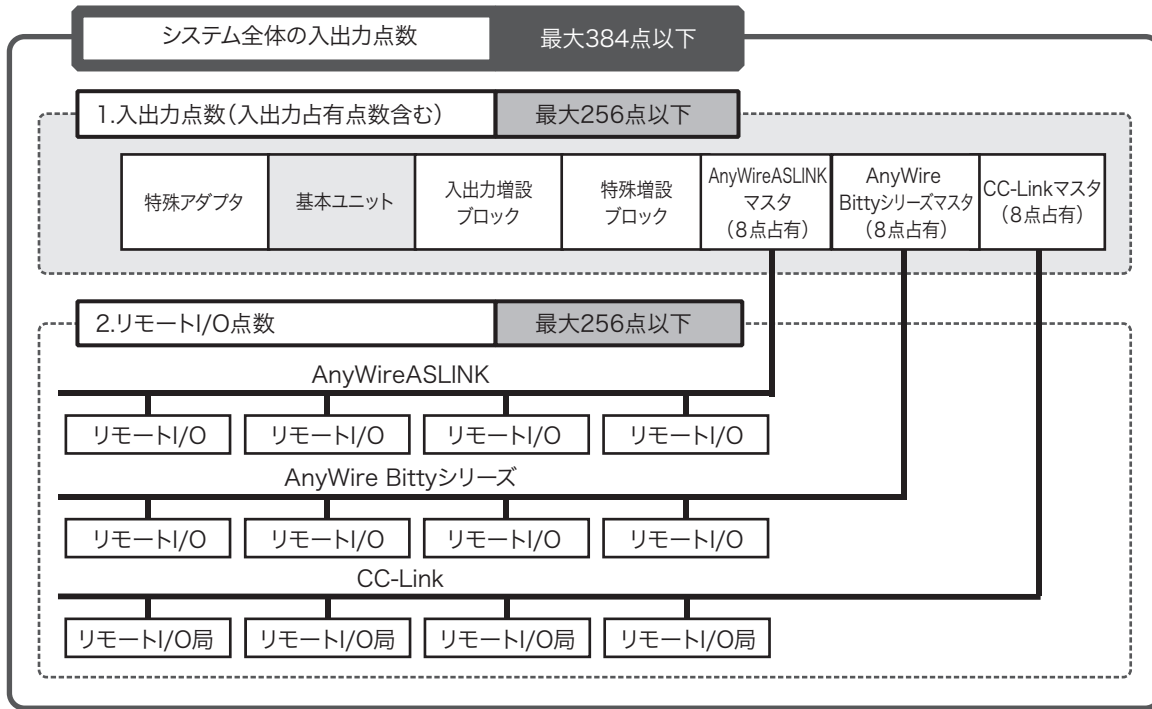 システム全体の入出力点数
最大384点以下
1.入出力点数(入出力占有点数含む)
最大256点以下
特殊アダプタ
基本ユニット
入出力増設
ブロック
特殊増設
ブロック
AnyWireASLINK
マスタ
(8点占有)
AnyWire
Bittyシリーズマスタ
(8点占有)
CC-Linkマスタ
(8点占有)
2.リモートI/O点数
最大256点以下
AnyWireASLINK
リモートI/O
リモートI/O
リモートI/O
リモートI/O
AnyWire Bittyシリーズ
リモートI/O
リモートI/O
リモートI/O
リモートI/O
CC-Link
リモートI/O局
リモートI/O局
リモートI/O局
リモートI/O局